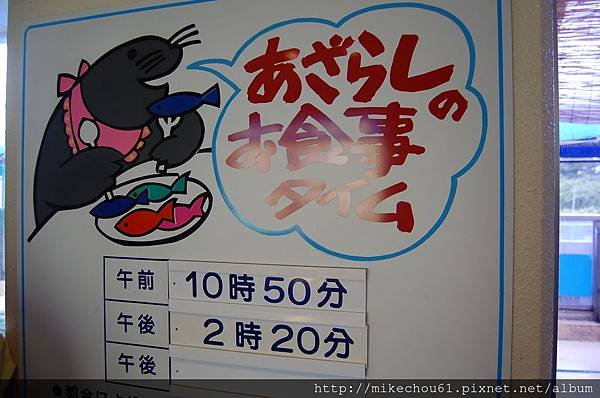 あざらしの
お食事
タイム
午前 10時50分
午後 2時20分
午後
http://mikechou61.pixnet.net/album